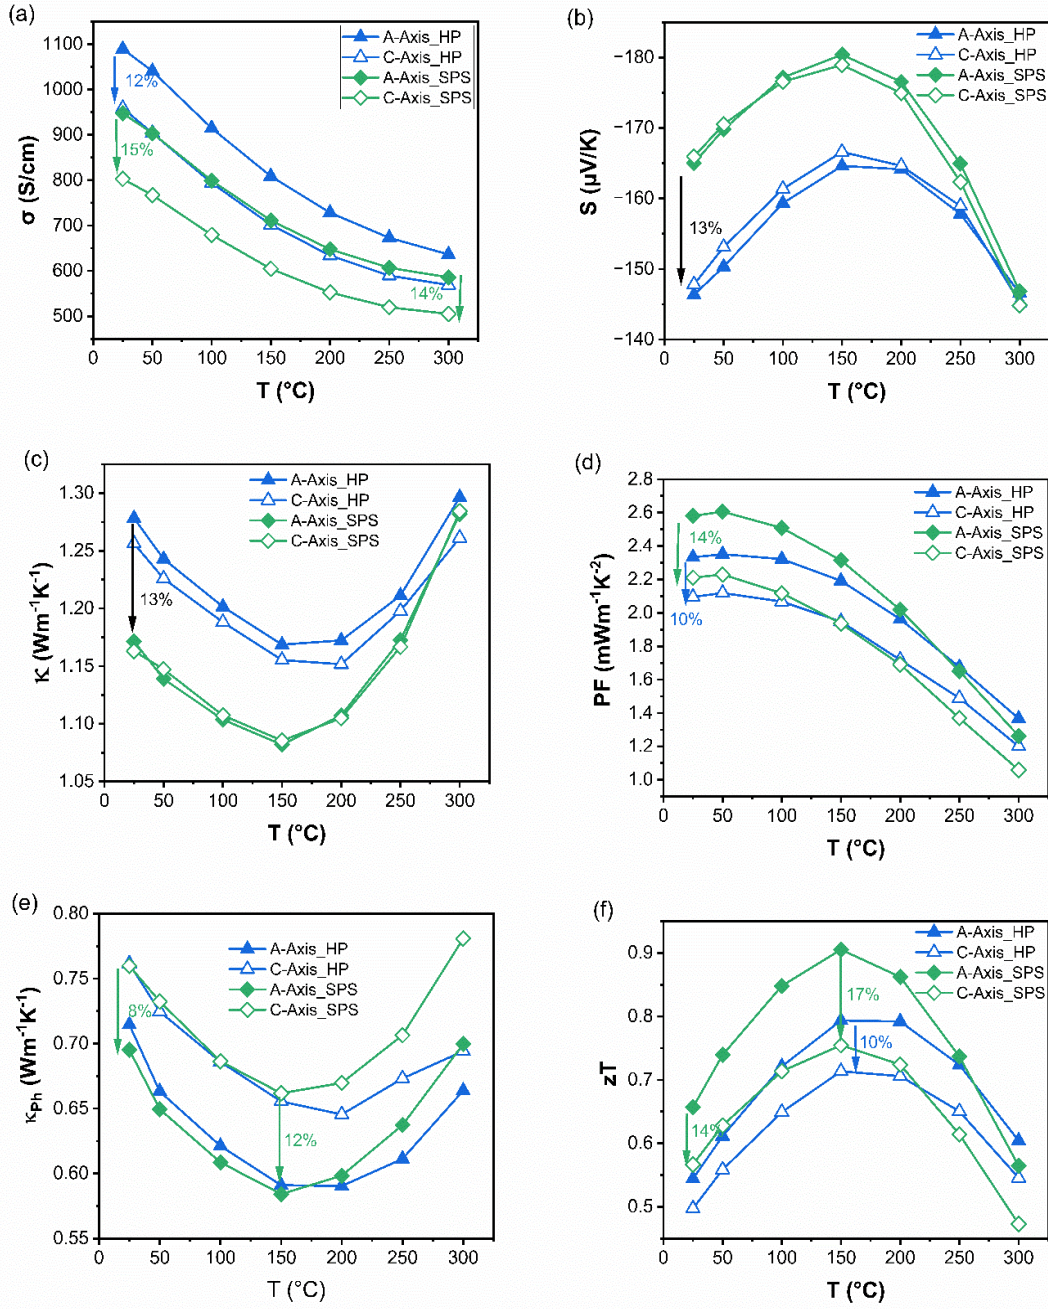 (a)
A-Axis_HP
C-Axis_HP
A-Axis_SPS
C-Axis_SPS
12%
15%
14%
σ (S/cm)
1100
1000
900
800
700
600
500
0 50 100 150 200 250 300
T (°C)
(b)
A-Axis_HP
C-Axis_HP
A-Axis_SPS
C-Axis_SPS
13%
S (µV/K)
−180
−170
−160
−150
−140
0 50 100 150 200 250 300
T (°C)
(c)
A-Axis_HP
C-Axis_HP
A-Axis_SPS
C-Axis_SPS
13%
K (Wm⁻¹K⁻¹)
1.30
1.25
1.20
1.15
1.10
1.05
0 50 100 150 200 250 300
T (°C)
(d)
A-Axis_HP
C-Axis_HP
A-Axis_SPS
C-Axis_SPS
14%
10%
PF (mWm⁻¹K⁻²)
2.8
2.6
2.4
2.2
2.0
1.8
1.6
1.4
1.2
1.0
0 50 100 150 200 250 300
T (°C)
(e)
A-Axis_HP
C-Axis_HP
A-Axis_SPS
C-Axis_SPS
8%
12%
κPh (Wm⁻¹K⁻¹)
0.80
0.75
0.70
0.65
0.60
0.55
0 50 100 150 200 250 300
T (°C)
(f)
A-Axis_HP
C-Axis_HP
A-Axis_SPS
C-Axis_SPS
17%
10%
14%
zT
0.9
0.8
0.7
0.6
0.5
0 50 100 150 200 250 300
T (°C)